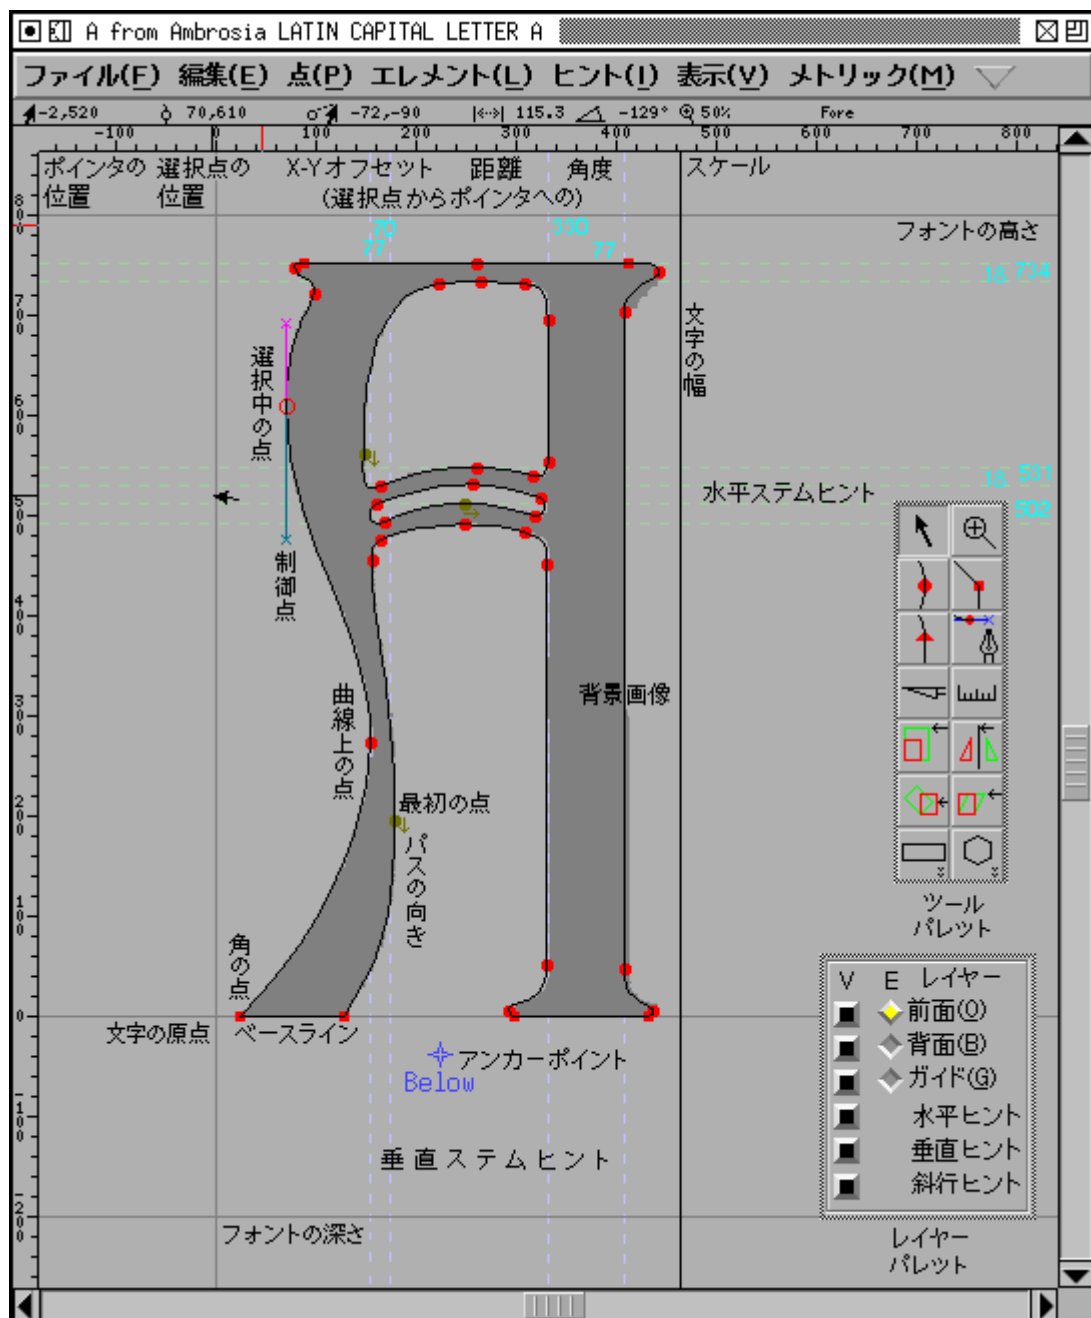 A from Ambrosia LATIN CAPITAL LETTER A
ファイル(F) 編集(E) 点(P) エレメント(L) ヒント(I) 表示(V) メトリック(M)
-2,520 70,610 -72,-90 115.3 -129° 50% Fore
-100 0 100 200 300 400 500 600 700 800
ポインタの位置
選択点の位置
X-Yオフセット 距離 角度
(選択点からポインタへの)
スケール
フォントの高さ
70
77
330
77
18 734
文字の幅
選択中の点
18 531
水平ステムヒント
502
制御点
背景画像
曲線上の点
最初の点
パスの向き
角の点
ツール
パレット
文字の原点 ベースライン
アンカーポイント
Below
垂直ステムヒント
フォントの深さ
V E レイヤー
前面(O)
背面(B)
ガイド(G)
水平ヒント
垂直ヒント
斜行ヒント
レイヤー
パレット
800
700
600
500
400
300
200
100
0
-100
-200